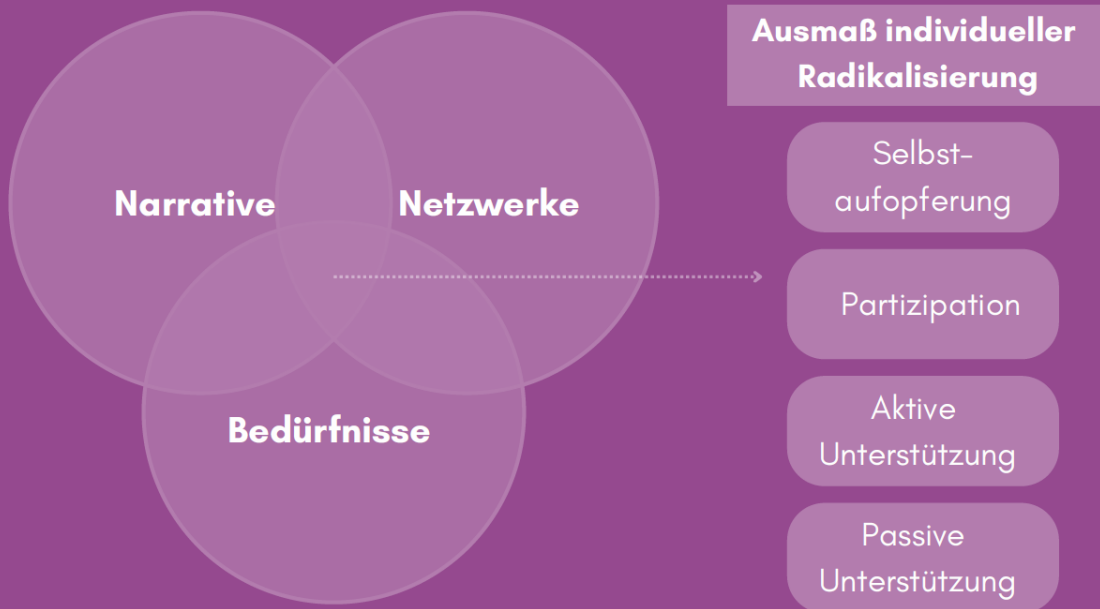 Narrative
Netzwerke
Bedürfnisse
Ausmaß individueller
Radikalisierung
Selbst-
aufopferung
Partizipation
Aktive
Unterstützung
Passive
Unterstützung